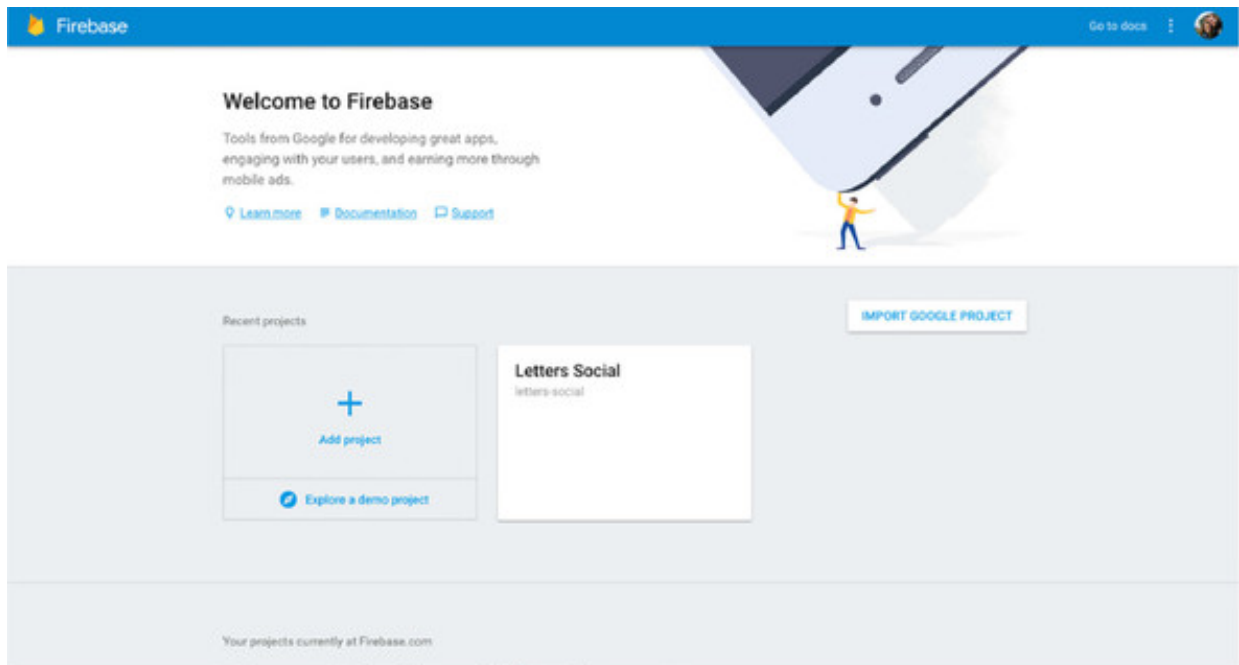 Firebase
Go to docs
Welcome to Firebase
Tools from Google for developing great apps,
engaging with your users, and earning more through
mobile ads.
Learn more Documentation Support
Recent projects
IMPORT GOOGLE PROJECT
Letters Social
letters-social
Add project
Explore a demo project
Your projects currently at Firebase.com